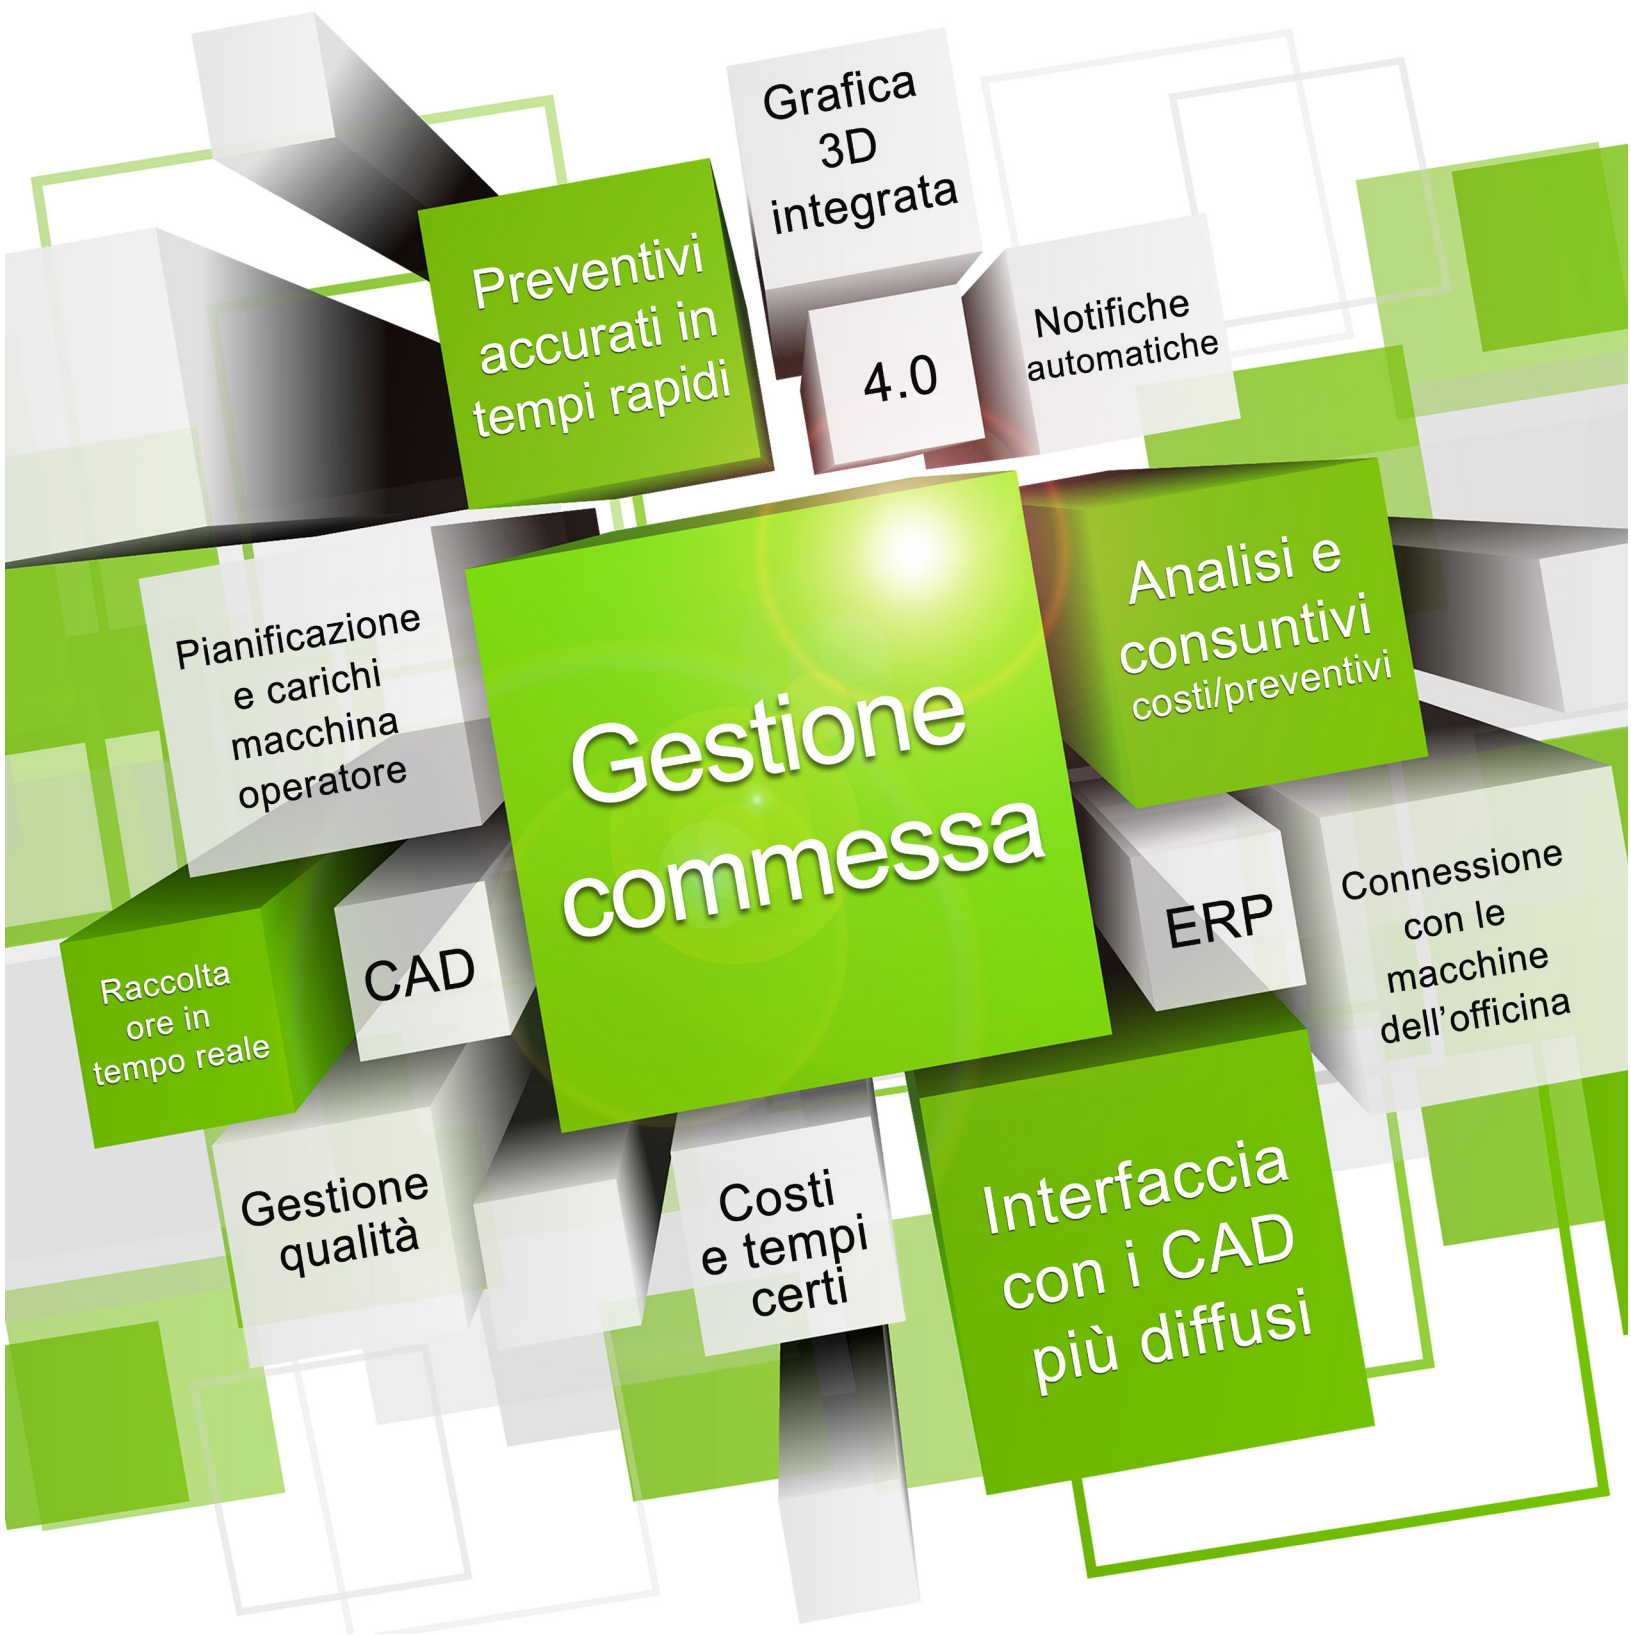 Grafica
3D
integrata
Preventivi
accurati in
tempi rapidi
4.0
Notifiche
automatiche
Analisi e
consuntivi
costi/preventivi
Pianificazione
e carichi
macchina
operatore
Gestione
commessa
Raccolta
ore in
tempo reale
CAD
ERP
Connessione
con le
macchine
dell’officina
Gestione
qualità
Costi
e tempi
certi
Interfaccia
con i CAD
più diffusi